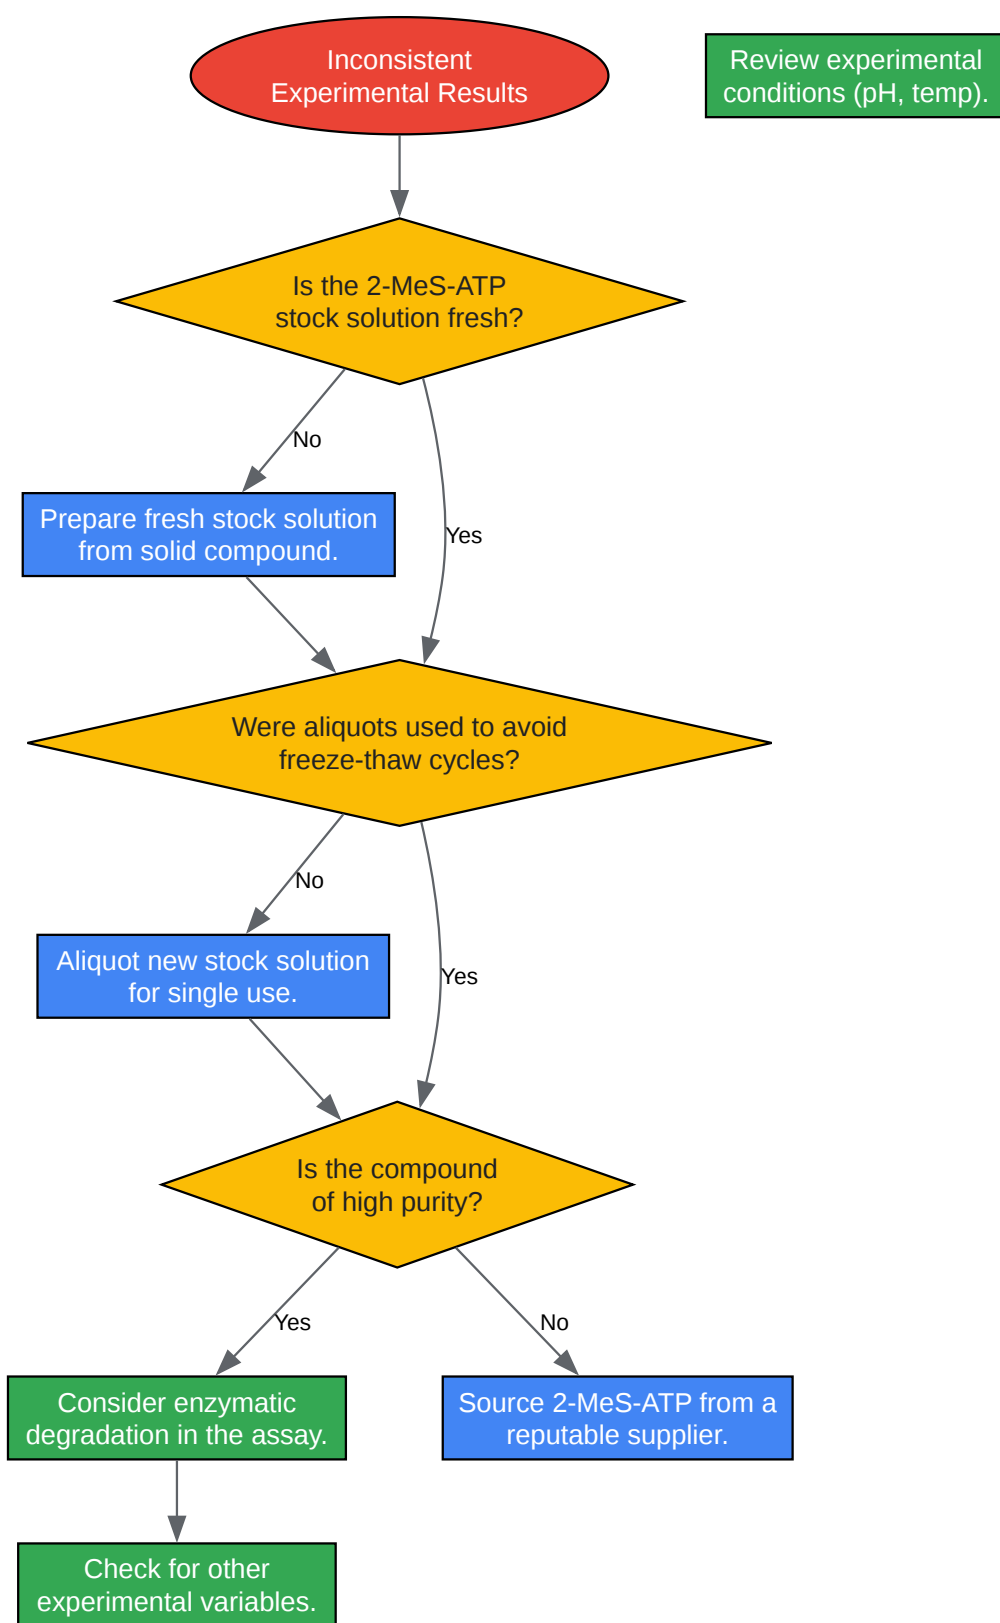 Inconsistent
Experimental Results
Review experimental
conditions (pH, temp).
Is the 2-MeS-ATP
stock solution fresh?
No
Prepare fresh stock solution
from solid compound.
Yes
Were aliquots used to avoid
freeze-thaw cycles?
No
Aliquot new stock solution
for single use.
Yes
Is the compound
of high purity?
Yes
No
Consider enzymatic
degradation in the assay.
Source 2-MeS-ATP from a
reputable supplier.
Check for other
experimental variables.